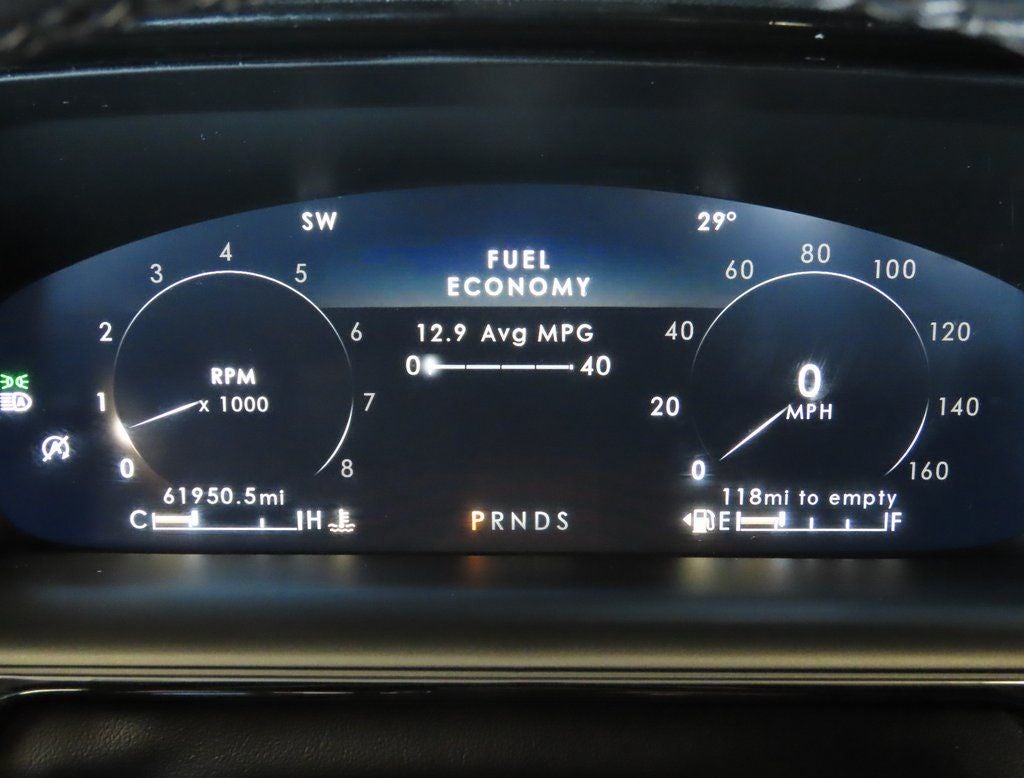 SW
29°
FUEL
ECONOMY
12.9 Avg MPG
0 40
0 1 2 3 4 5 6 7 8
RPM
x 1000
0 20 40 60 80 100 120 140 160
0
MPH
A
A
61950.5mi
118mi to empty
C H
PRNDS
E F